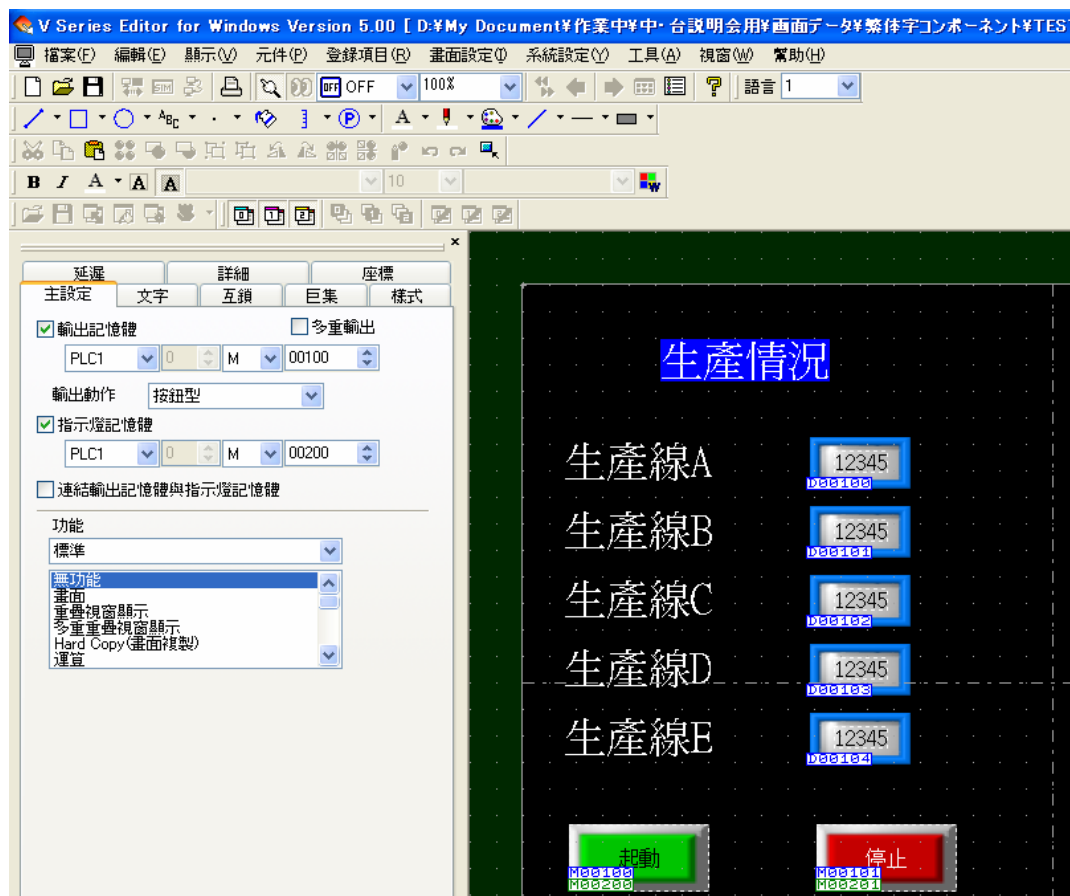 V Series Editor for Windows Version 5.00 [ D:¥My Document¥作業中¥中・台説明会用¥画面データ¥繁体字コンポーネント¥TES
檔案(F) 編輯(E) 顯示(V) 元件(P) 登錄項目(R) 畫面設定(I) 系統設定(Y) 工具(A) 視窗(W) 幫助(H)
SIM OFF OFF 100% ? 語言 1
ABC P A
B I A A A 10 W
0 1 2
×
延遲 詳細 座標
主設定 文字 互鎖 巨集 樣式
輸出記憶體 多重輸出
PLC1 0 M 00100
輸出動作 按鈕型
指示燈記憶體
PLC1 0 M 00200
連結輸出記憶體與指示燈記憶體
功能
標準
無功能
畫面
重疊視窗顯示
多重重疊視窗顯示
Hard Copy(畫面複製)
運算
生產情況
生產線A 12345
D00100
生產線B 12345
D00101
生產線C 12345
D00102
生產線D 12345
D00103
生產線E 12345
D00104
起動 停止
M00100 M00101
M00200 M00201